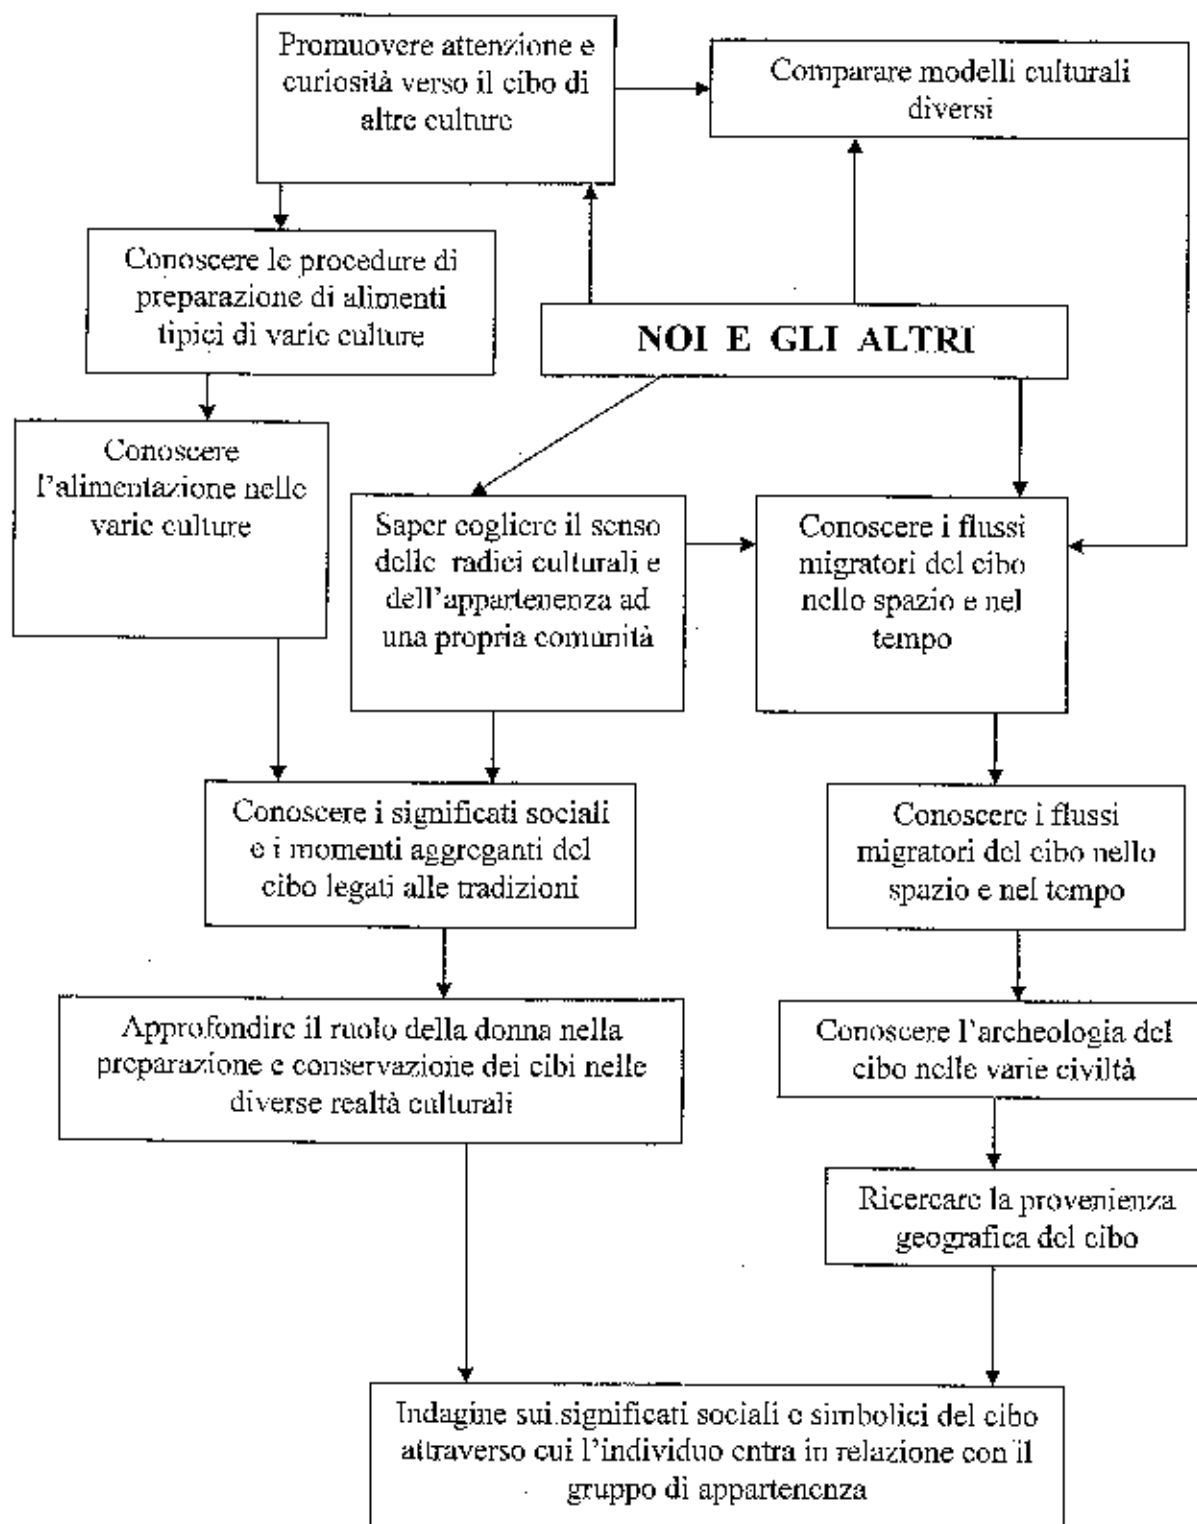 Promuovere attenzione e
curiosità verso il cibo di
altre culture
Comparare modelli culturali
diversi
Conoscere le procedure di
preparazione di alimenti
tipici di varie culture
NOI E GLI ALTRI
Conoscere
l'alimentazione nelle
varie culture
Saper cogliere il senso
delle radici culturali e
dell'appartenenza ad
una propria comunità
Conoscere i flussi
migratori del cibo
nello spazio e nel
tempo
Conoscere i significati sociali
e i momenti aggreganti del
cibo legati alle tradizioni
Conoscere i flussi
migratori del cibo nello
spazio e nel tempo
Approfondire il ruolo della donna nella
preparazione e conservazione dei cibi nelle
diverse realtà culturali
Conoscere l'archeologia del
cibo nelle varie civiltà
Ricercare la provenienza
geografica del cibo
Indagine sui significati sociali e simbolici del cibo
attraverso cui l'individuo entra in relazione con il
gruppo di appartenenza